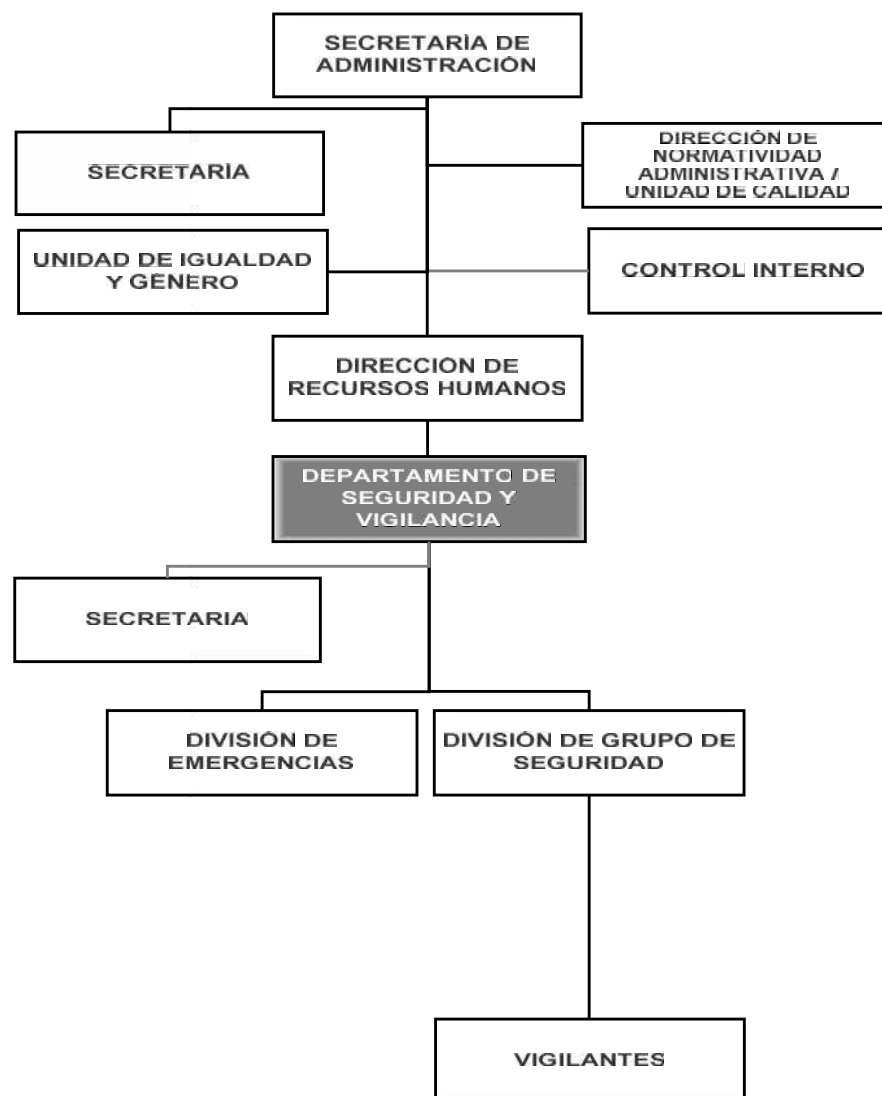 SECRETARÍA DE
ADMINISTRACIÓN
SECRETARÍA
DIRECCIÓN DE
NORMATIVIDAD
ADMINISTRATIVA /
UNIDAD DE CALIDAD
UNIDAD DE IGUALDAD
Y GÉNERO
CONTROL INTERNO
DIRECCIÓN DE
RECURSOS HUMANOS
DEPARTAMENTO DE
SEGURIDAD Y
VIGILANCIA
SECRETARIA
DIVISIÓN DE
EMERGENCIAS
DIVISIÓN DE GRUPO DE
SEGURIDAD
VIGILANTES